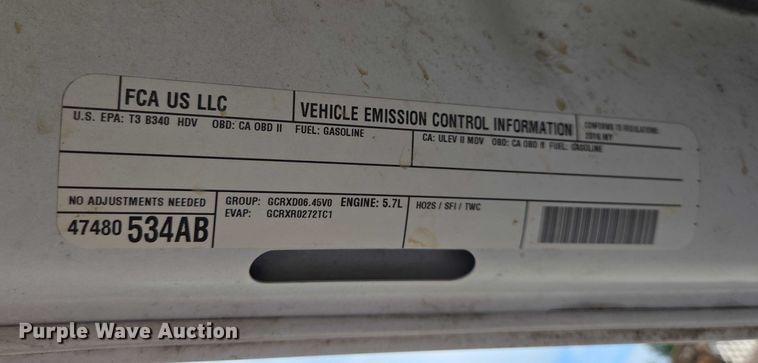 FCA US LLC
VEHICLE EMISSION CONTROL INFORMATION
CONFORMS TO REGULATIONS:
2016 MY
U.S. EPA: T3 B340 HDV OBD: CA OBD II FUEL: GASOLINE
CA: ULEV II MDV OBD: CA OBD II FUEL: GASOLINE
NO ADJUSTMENTS NEEDED
47480 534AB
GROUP: GCRXD06.45V0 ENGINE: 5.7L
EVAP: GCRXR0272TC1
HO2S / SFI / TWC
Purple Wave Auction